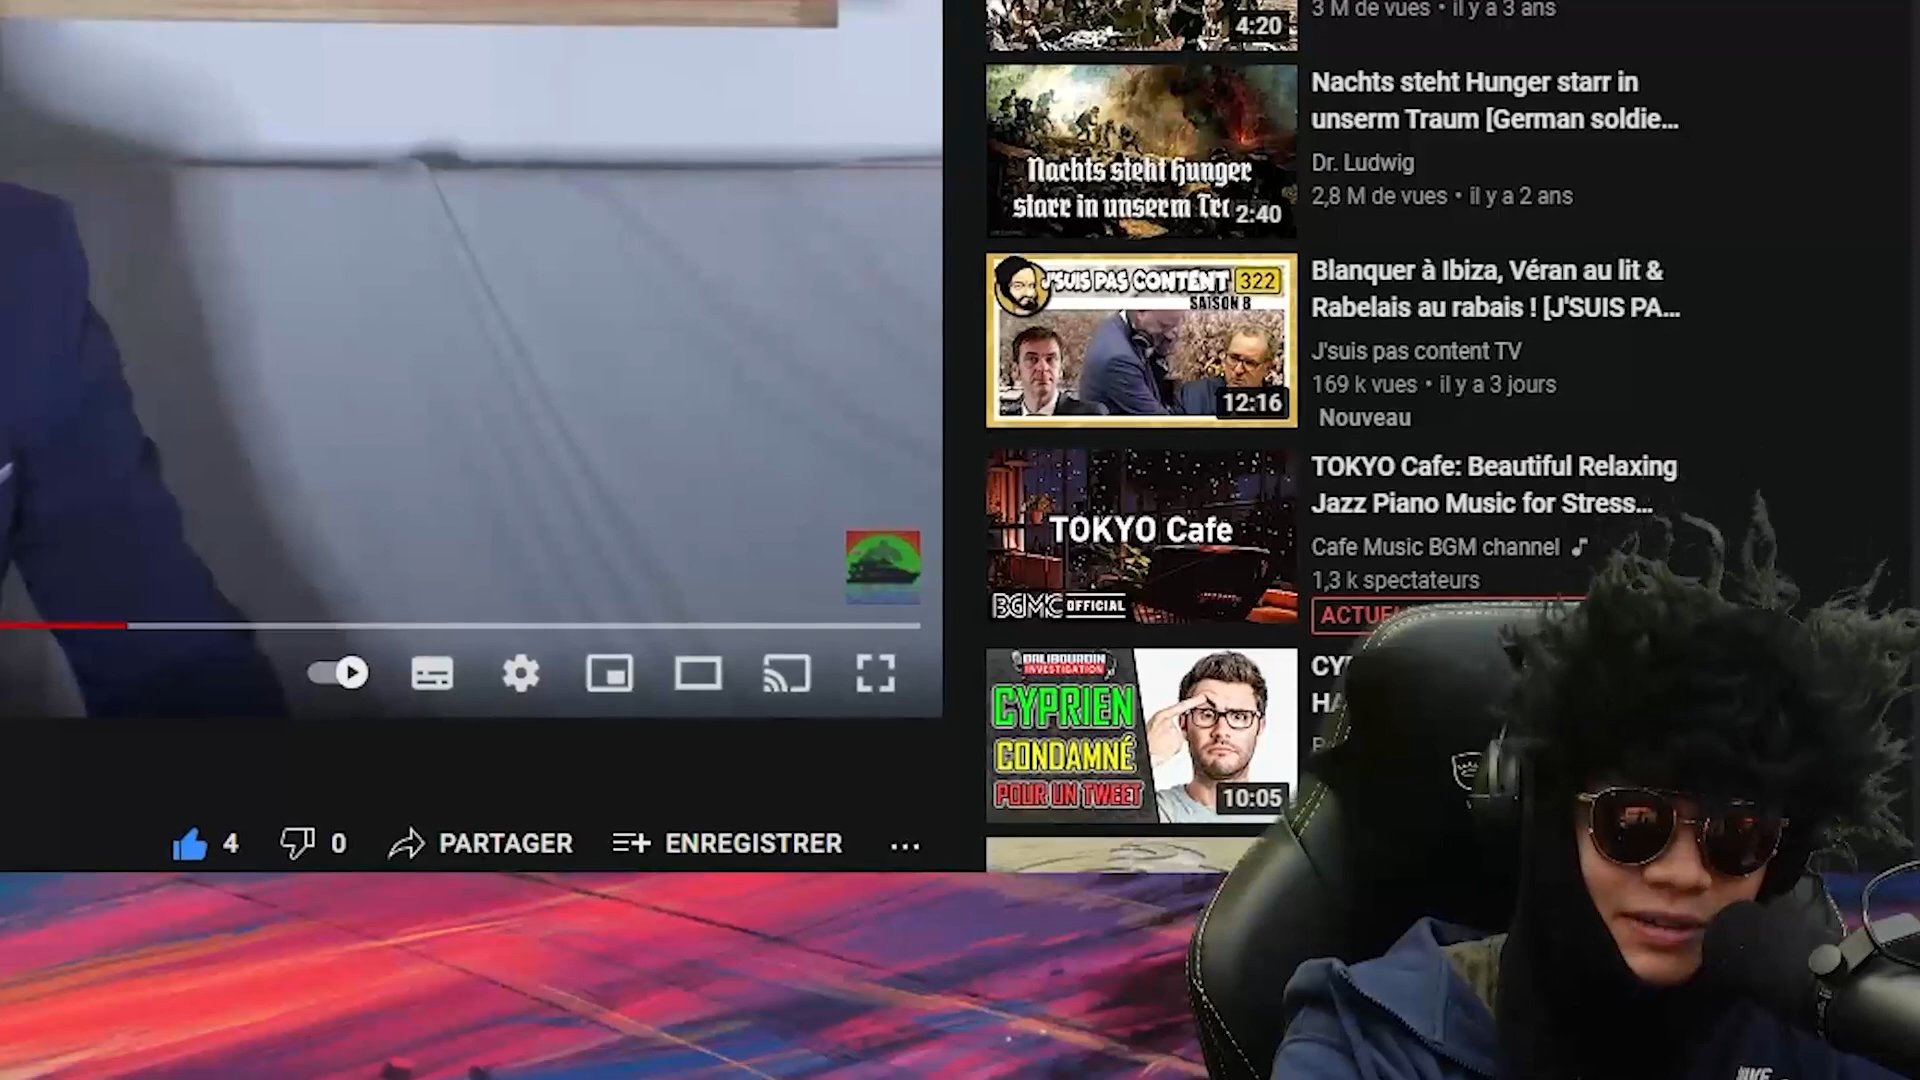 3 M de vues • il y a 3 ans
4:20
Nachts steht Hunger starr in
unserm Traum [German soldie...
Dr. Ludwig
2,8 M de vues • il y a 2 ans
Nachts steht Hunger
starr in unserm
2:40
Blanquer à Ibiza, Véran au lit &
Rabelais au rabais ! [J'SUIS PA...
J'suis pas content TV
169 k vues • il y a 3 jours
Nouveau
J'SUIS PAS CONTENT 322
SAISON 8
12:16
TOKYO Cafe: Beautiful Relaxing
Jazz Piano Music for Stress...
Cafe Music BGM channel
1,3 k spectateurs
TOKYO Cafe
BGMC OFFICIAL
INVESTIGATION
CYPRIEN
CONDAMNÉ
POUR UN TWEET
10:05
4
0
PARTAGER
ENREGISTRER
...